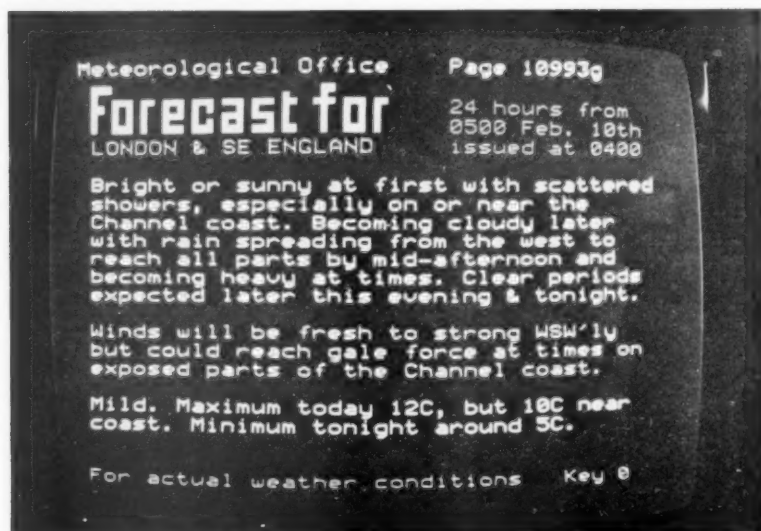 Meteorological Office Page 10993g
Forecast for
24 hours from
0500 Feb. 10th
LONDON & SE ENGLAND issued at 0400
Bright or sunny at first with scattered
showers, especially on or near the
Channel coast. Becoming cloudy later
with rain spreading from the west to
reach all parts by mid-afternoon and
becoming heavy at times. Clear periods
expected later this evening & tonight.
Winds will be fresh to strong WSW'ly
but could reach gale force at times on
exposed parts of the Channel coast.
Mild. Maximum today 12C, but 10C near
coast. Minimum tonight around 5C.
For actual weather conditions Key 0